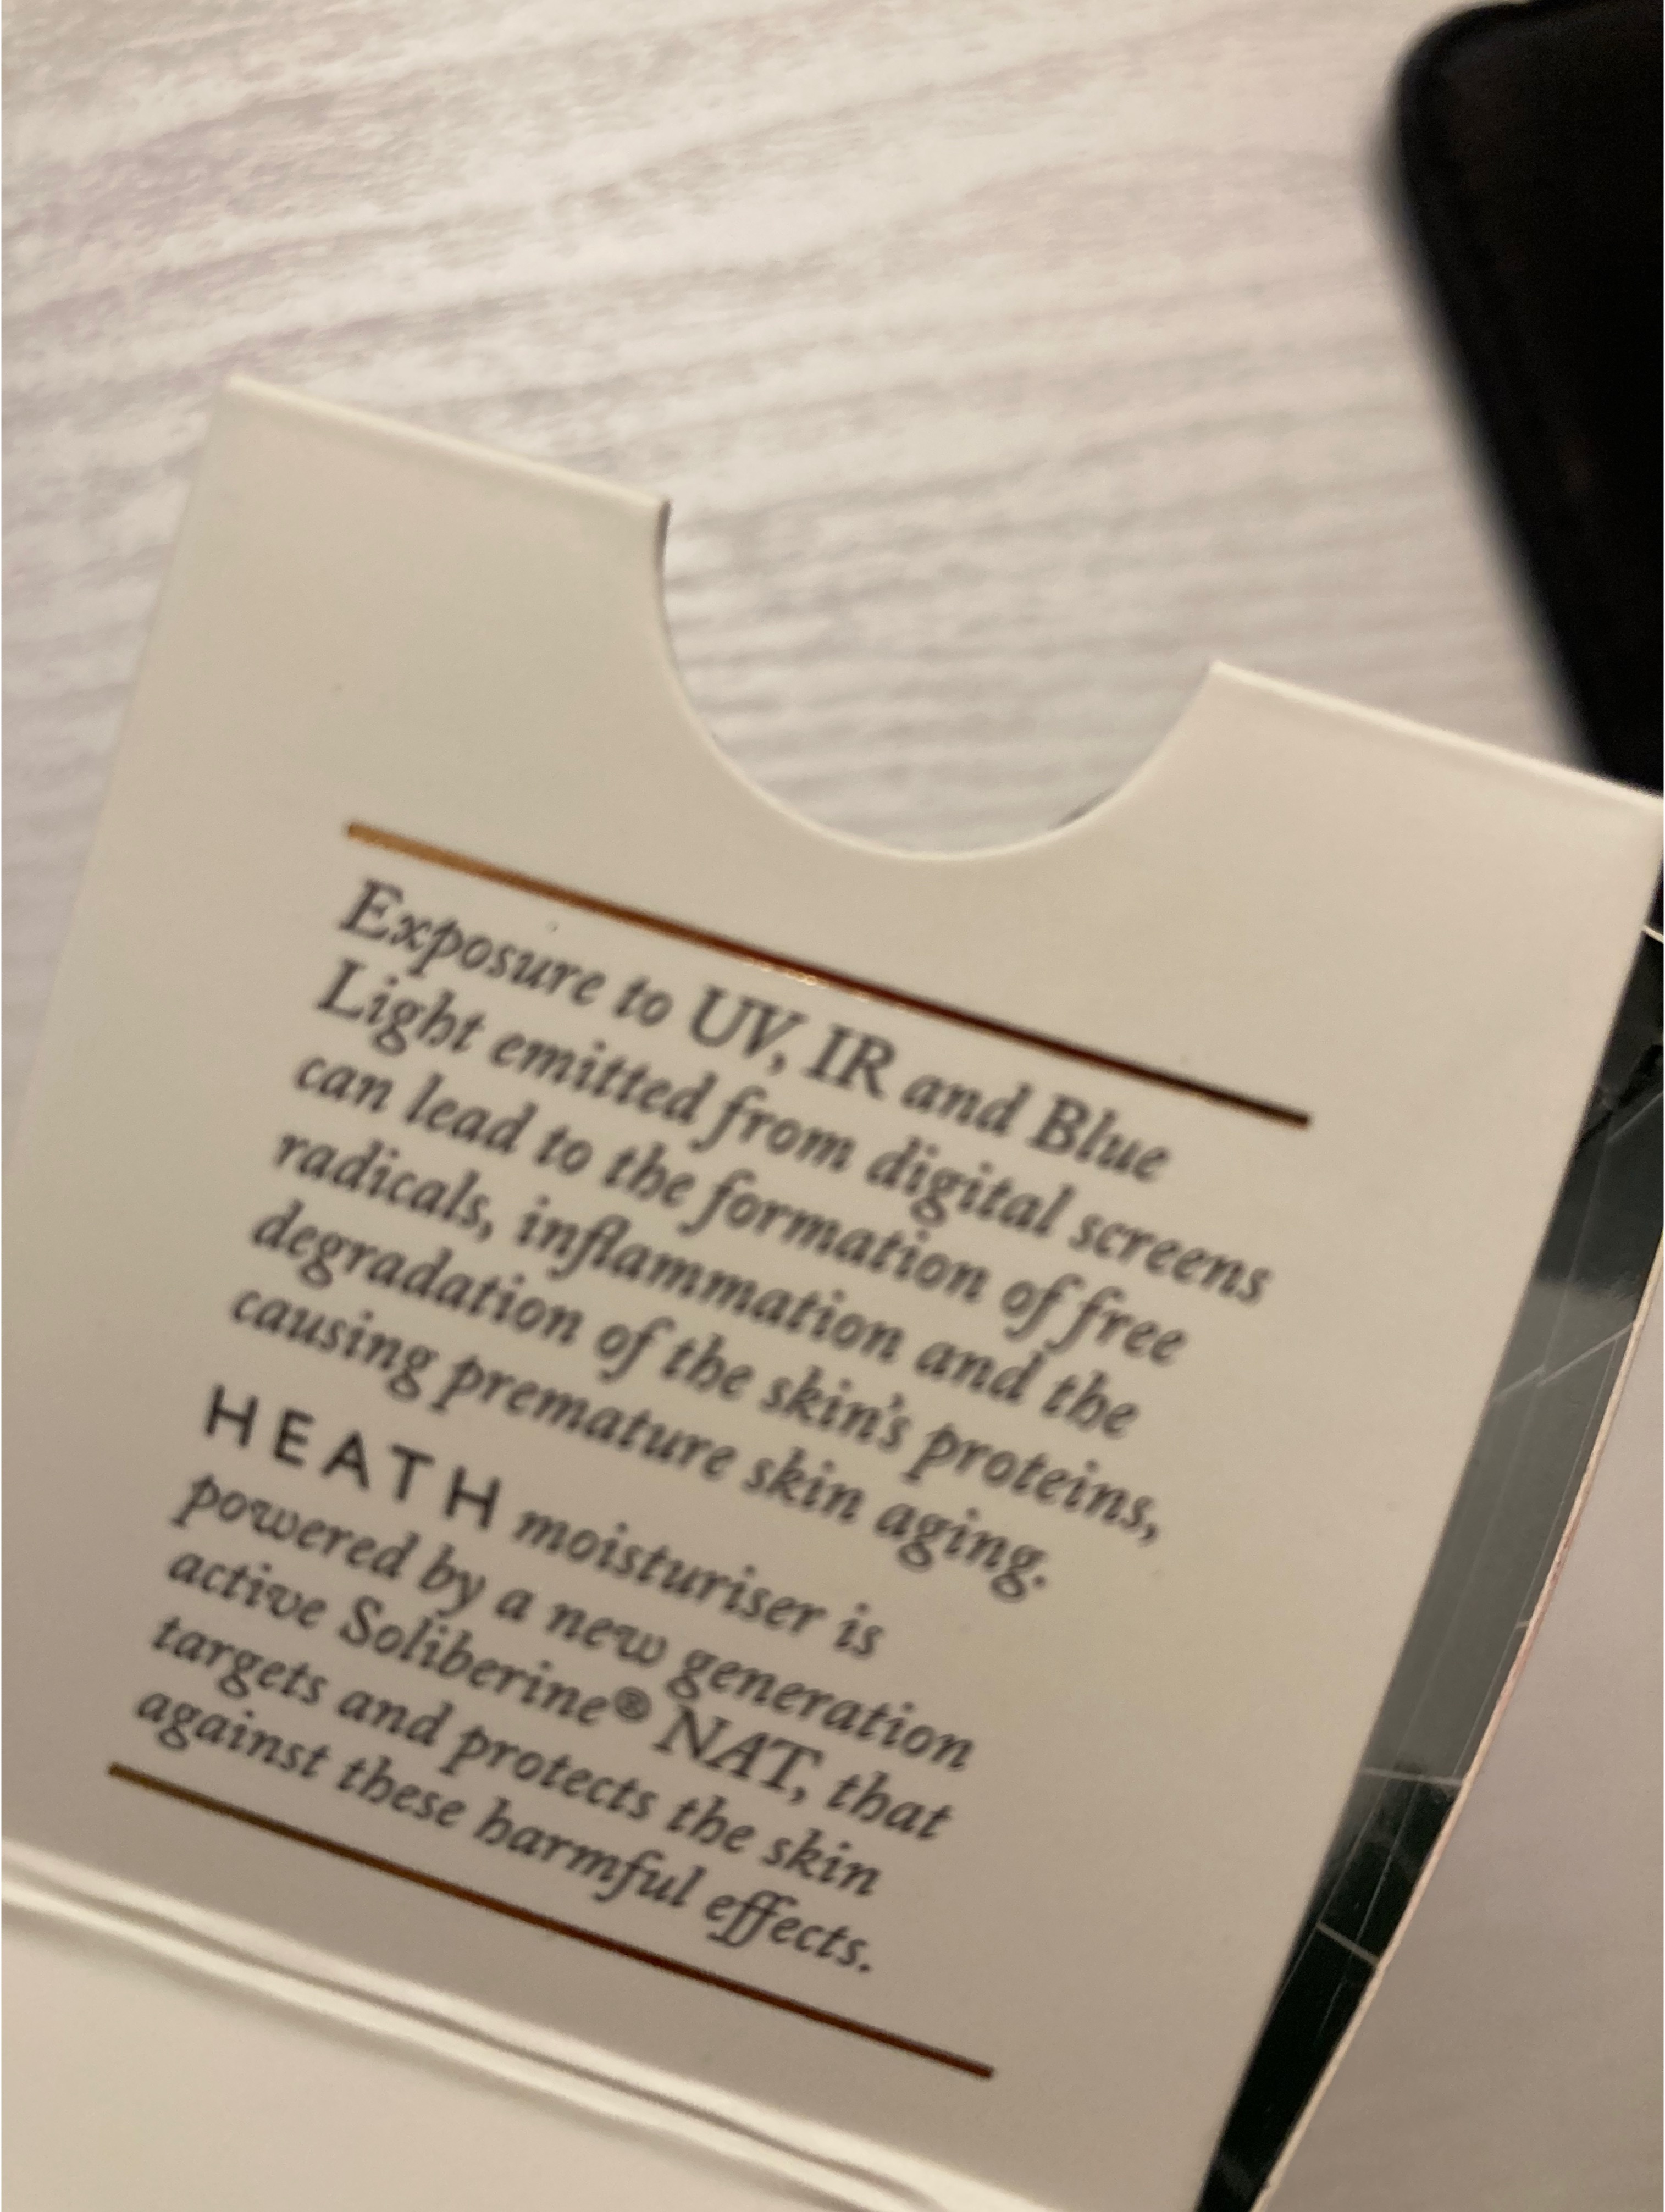 Exposure to UV, IR and Blue
Light emitted from digital screens
can lead to the formation of free
radicals, inflammation and the
degradation of the skin's proteins,
causing premature skin aging.
HEATH moisturiser is
powered by a new generation
active Soliberine® NAT, that
targets and protects the skin
against these harmful effects.